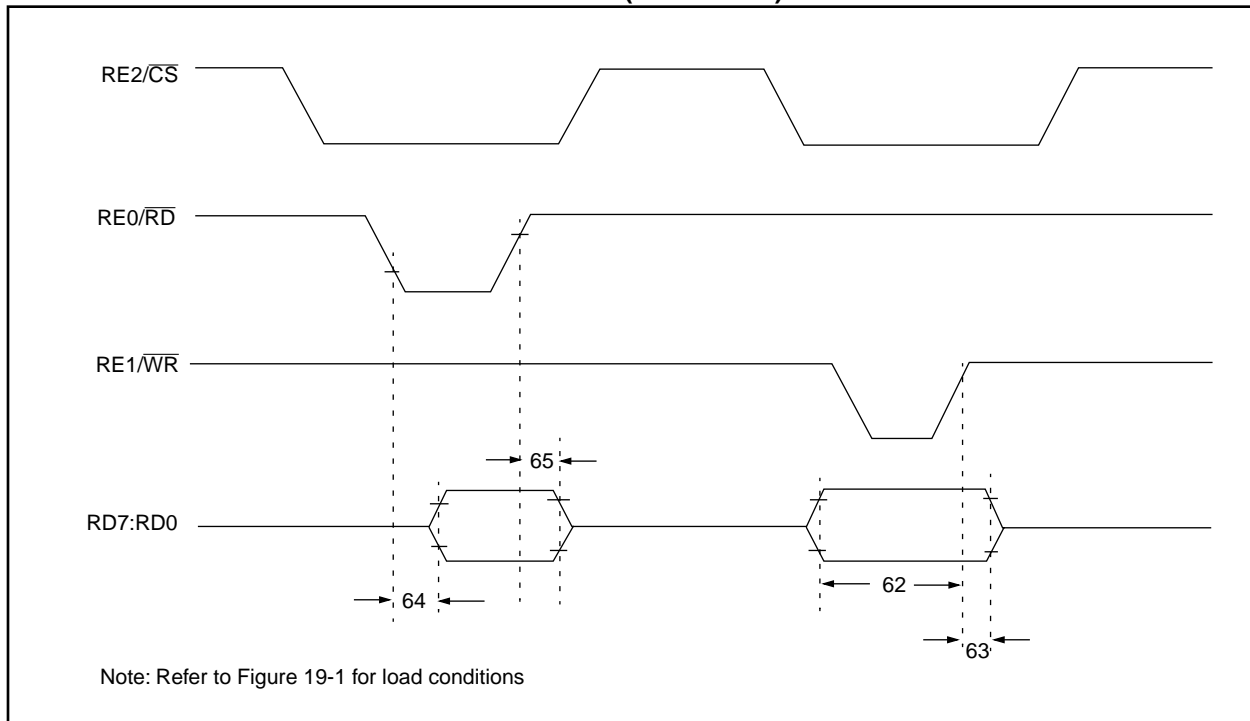 RE2/CS
RE0/RD
RE1/WR
65
RD7:RD0
64
62
63
Note: Refer to Figure 19-1 for load conditions